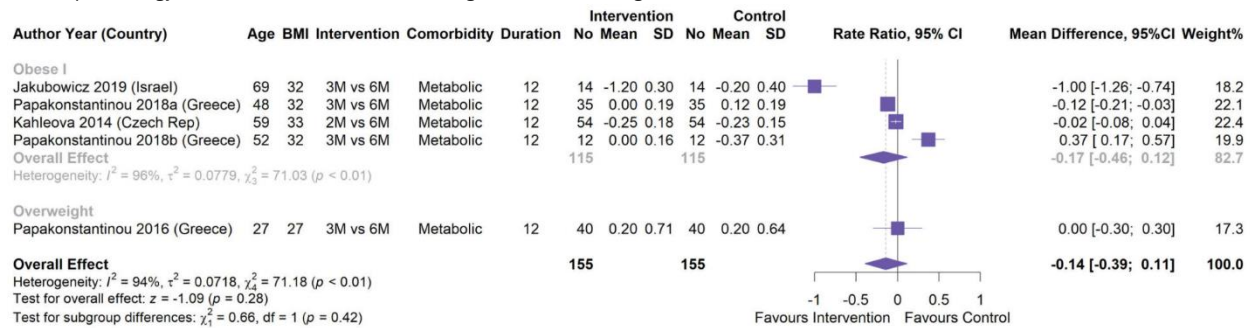 Intervention Control
Author Year (Country) Age BMI Intervention Comorbidity Duration No Mean SD No Mean SD Rate Ratio, 95% CI Mean Difference, 95%CI Weight%
Obese I
Jakubowicz 2019 (Israel) 69 32 3M vs 6M Metabolic 12 14 -1.20 0.30 14 -0.20 0.40 -1.00 [-1.26; -0.74] 18.2
Papakonstantinou 2018a (Greece) 48 32 3M vs 6M Metabolic 12 35 0.00 0.19 35 0.12 0.19 -0.12 [-0.21; -0.03] 22.1
Kahleova 2014 (Czech Rep) 59 33 2M vs 6M Metabolic 12 54 -0.25 0.18 54 -0.23 0.15 -0.02 [-0.08; 0.04] 22.4
Papakonstantinou 2018b (Greece) 52 32 3M vs 6M Metabolic 12 12 0.00 0.16 12 -0.37 0.31 0.37 [ 0.17; 0.57] 19.9
Overall Effect 115 115 -0.17 [-0.46; 0.12] 82.7
Heterogeneity: I² = 96%, τ² = 0.0779, χ²₃ = 71.03 (p < 0.01)
Overweight
Papakonstantinou 2016 (Greece) 27 27 3M vs 6M Metabolic 12 40 0.20 0.71 40 0.20 0.64 0.00 [-0.30; 0.30] 17.3
Overall Effect 155 155 -0.14 [-0.39; 0.11] 100.0
Heterogeneity: I² = 94%, τ² = 0.0718, χ²₄ = 71.18 (p < 0.01)
Test for overall effect: z = -1.09 (p = 0.28)
-1 -0.5 0 0.5 1
Test for subgroup differences: χ²₁ = 0.66, df = 1 (p = 0.42)
Favours Intervention Favours Control